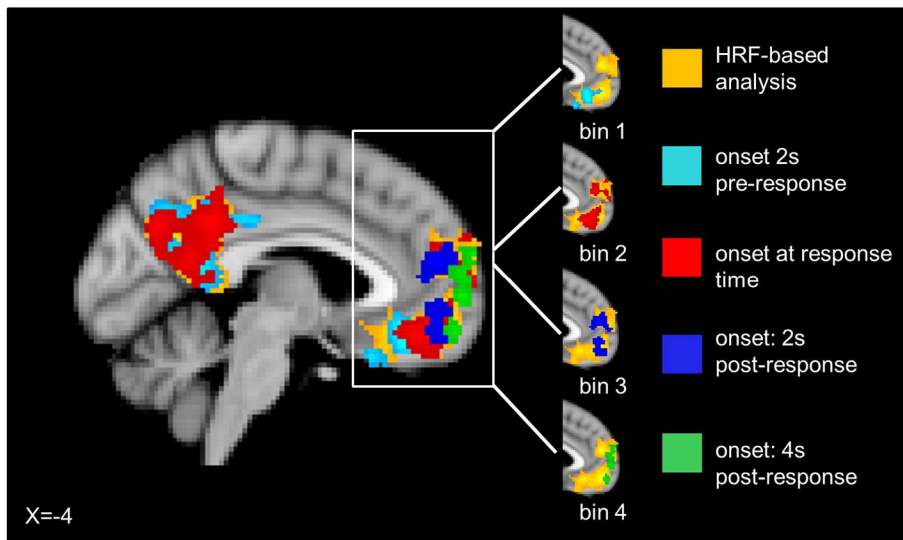 HRF-based
analysis
bin 1
onset 2s
pre-response
bin 2
onset at response
time
bin 3
onset: 2s
post-response
bin 4
onset: 4s
post-response
X=-4